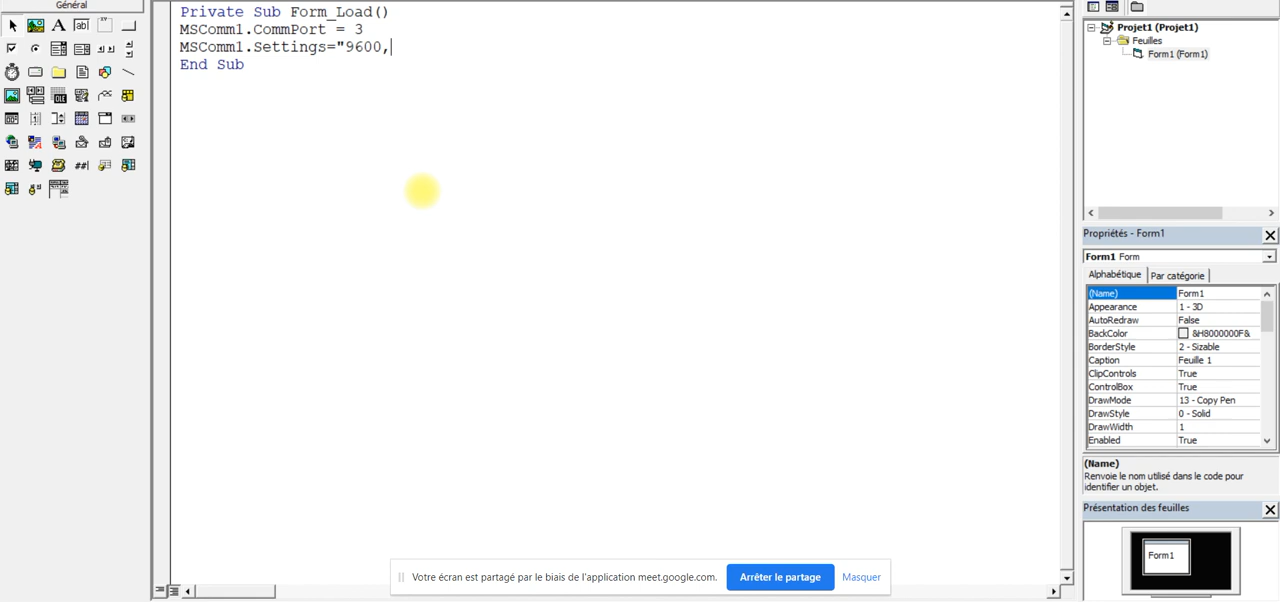 Général
Private Sub Form_Load()
MSComm1.CommPort = 3
MSComm1.Settings="9600,
End Sub
Projet1 (Projet1)
Feuilles
Form1 (Form1)
Propriétés - Form1
Form1 Form
Alphabétique Par catégorie
(Name) Form1
Appearance 1 - 3D
AutoRedraw False
BackColor &H8000000F&
BorderStyle 2 - Sizable
Caption Feuille 1
ClipControls True
ControlBox True
DrawMode 13 - Copy Pen
DrawStyle 0 - Solid
DrawWidth 1
Enabled True
(Name)
Renvoie le nom utilisé dans le code pour
identifier un objet.
Présentation des feuilles
Form1
Votre écran est partagé par le biais de l'application meet.google.com. Arrêter le partage Masquer